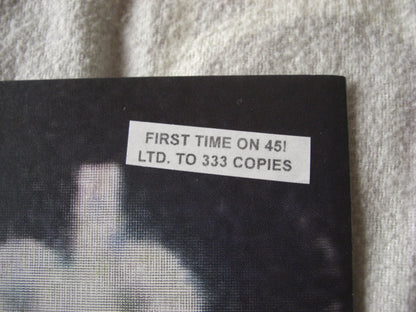 FIRST TIME ON 45!
LTD. TO 333 COPIES